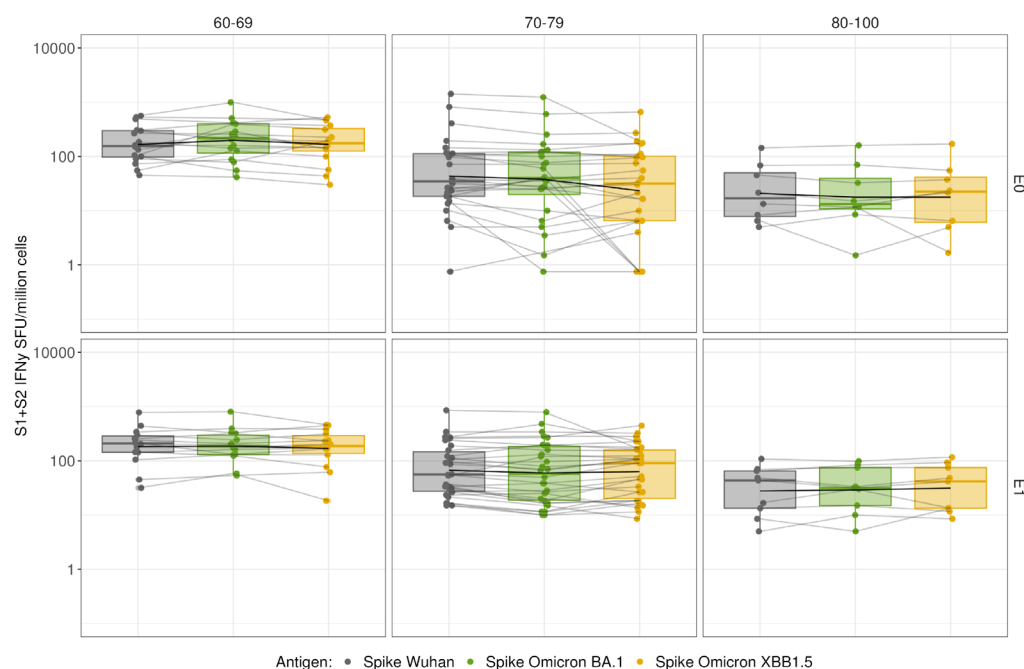 60-69 70-79 80-100
S1+S2 IFNy SFU/million cells
10000
100
1
E0
10000
100
1
E1
Antigen: Spike Wuhan Spike Omicron BA.1 Spike Omicron XBB1.5